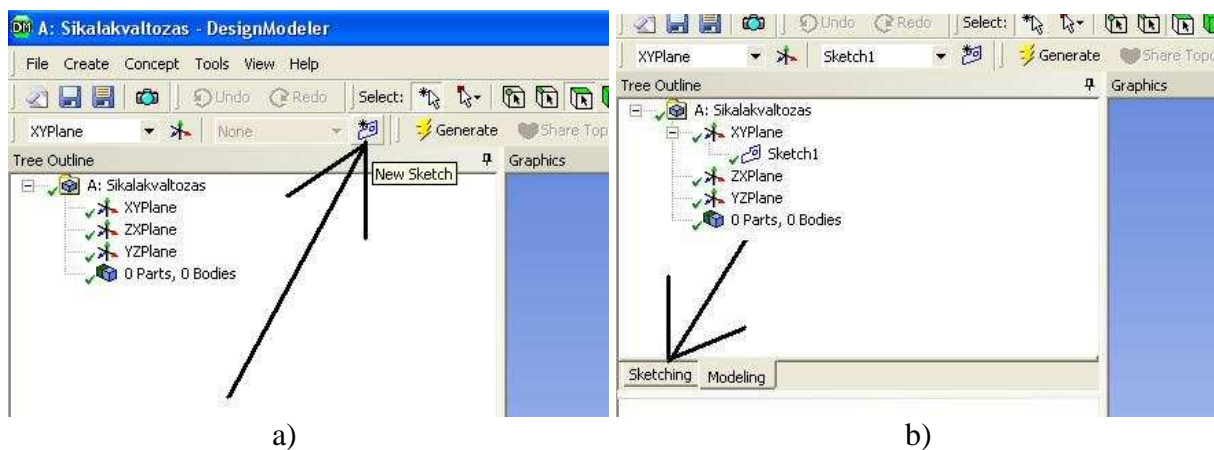 DM A: Sikalakvaltozas - DesignModeler
File Create Concept Tools View Help
Undo Redo Select:
XYPlane None Generate Share Top
Tree Outline Graphics
New Sketch
A: Sikalakvaltozas
XYPlane
ZXPlane
YZPlane
0 Parts, 0 Bodies
a)
Undo Redo Select:
XYPlane Sketch1 Generate Share Topo
Tree Outline Graphics
A: Sikalakvaltozas
XYPlane
Sketch1
ZXPlane
YZPlane
0 Parts, 0 Bodies
Sketching Modeling
b)